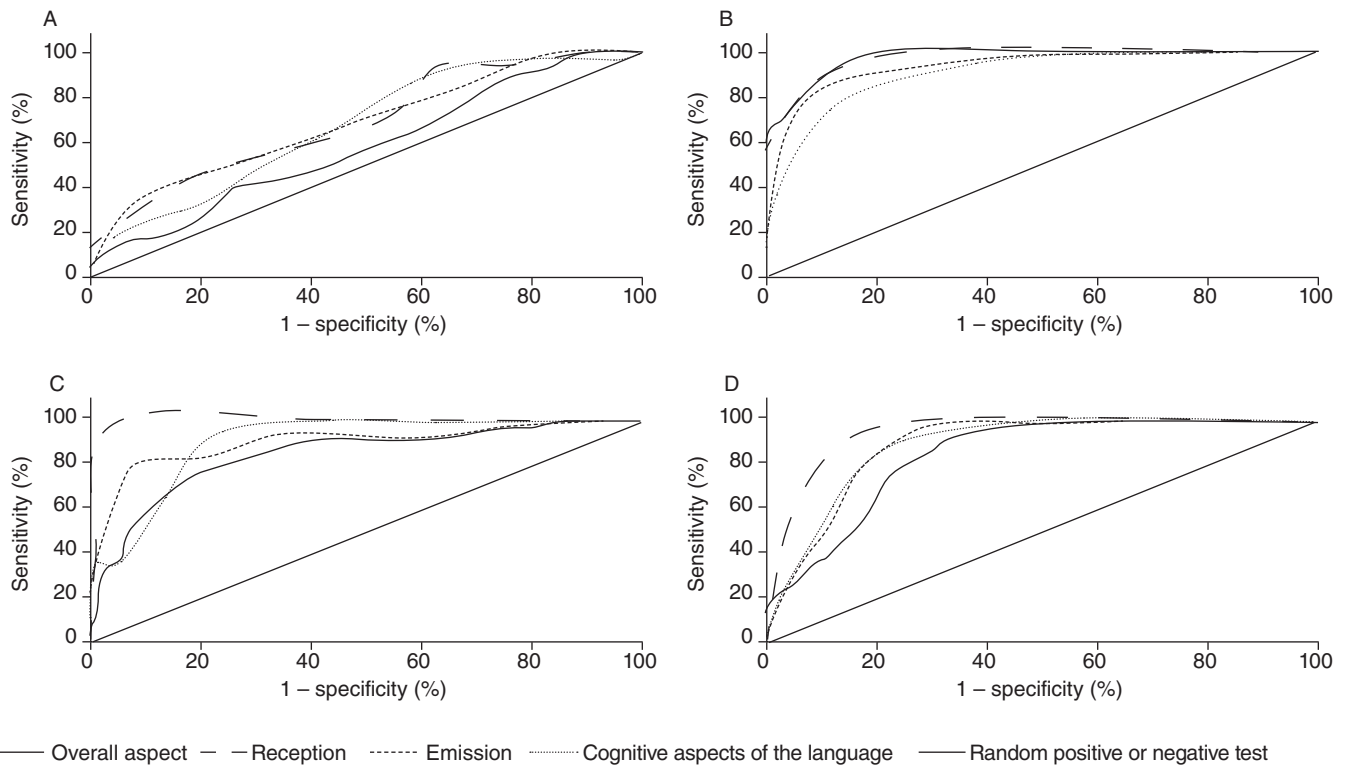 A
Sensitivity (%)
100
80
60
40
20
0
0 20 40 60 80 100
1 – specificity (%)
B
Sensitivity (%)
100
80
60
40
20
0
0 20 40 60 80 100
1 – specificity (%)
C
Sensitivity (%)
100
80
60
40
20
0
0 20 40 60 80 100
1 – specificity (%)
D
Sensitivity (%)
100
80
60
40
20
0
0 20 40 60 80 100
1 – specificity (%)
Overall aspect Reception Emission Cognitive aspects of the language Random positive or negative test